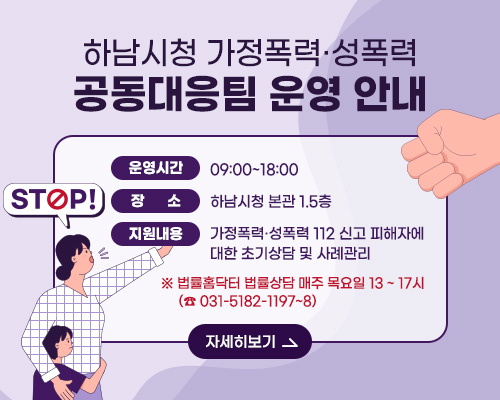 하남시청 가정폭력·성폭력
공동대응팀 운영 안내
운영시간 09:00~18:00
STOP!
장 소 하남시청 본관 1.5층
지원내용 가정폭력·성폭력 112 신고 피해자에
대한 초기상담 및 사례관리
※ 법률홈닥터 법률상담 매주 목요일 13 ~ 17시
(☎ 031-5182-1197~8)
자세히보기